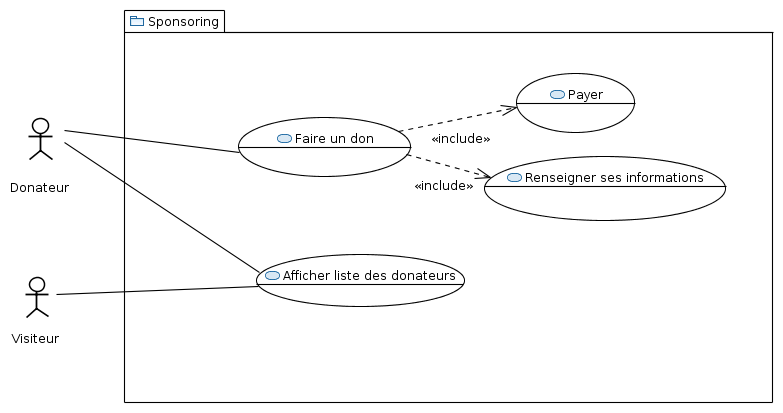 Sponsoring
Payer
Faire un don
«include»
Renseigner ses informations
«include»
Donateur
Afficher liste des donateurs
Visiteur